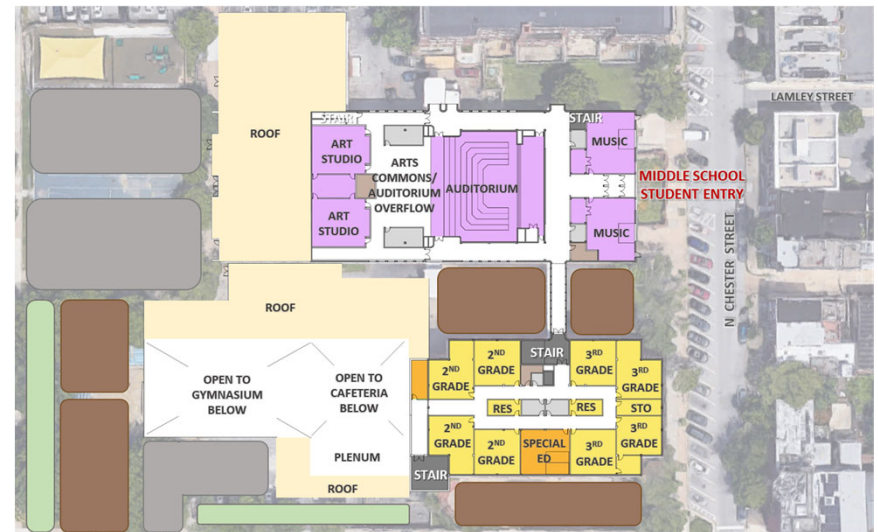 LAMLEY STREET
STAIR
STAIR
ROOF
ART
STUDIO
ARTS
COMMONS/
AUDITORIUM
OVERFLOW
AUDITORIUM
MUSIC
MIDDLE SCHOOL
STUDENT ENTRY
ART
STUDIO
MUSIC
N CHESTER STREET
ROOF
OPEN TO
GYMNASIUM
BELOW
OPEN TO
CAFETERIA
BELOW
PLENUM
ROOF
2ND
GRADE
2ND
GRADE
STAIR
3RD
GRADE
3RD
GRADE
RES
RES
STO
2ND
GRADE
2ND
GRADE
SPECIAL
ED
3RD
GRADE
3RD
GRADE
STAIR